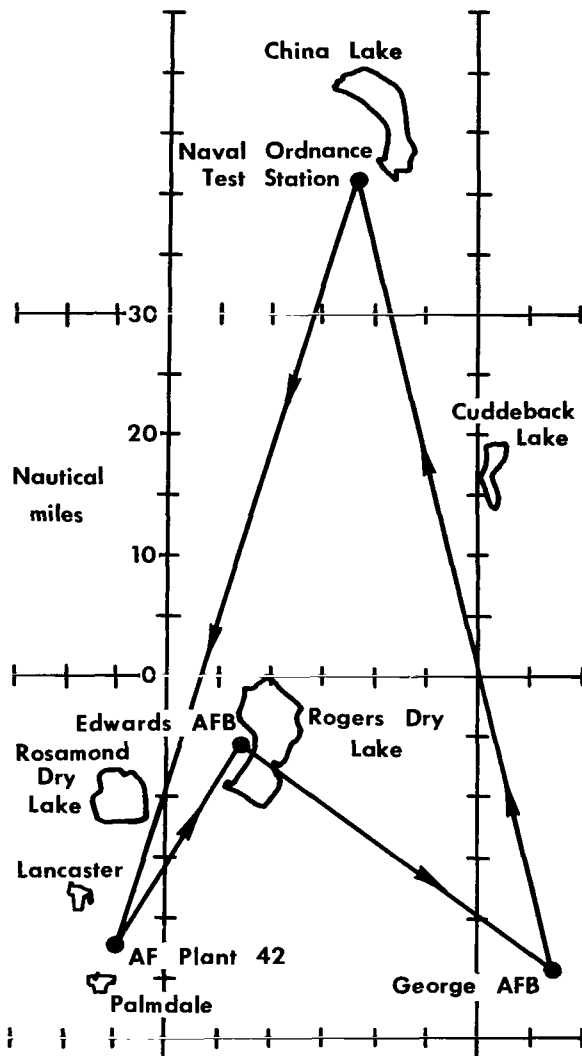 China Lake
Naval Ordnance
Test Station
30
Cuddeback
Lake
20
Nautical
miles
10
0
Edwards AFB
Rogers Dry
Lake
Rosamond
Dry
Lake
Lancaster
AF Plant 42
George AFB
Palmdale